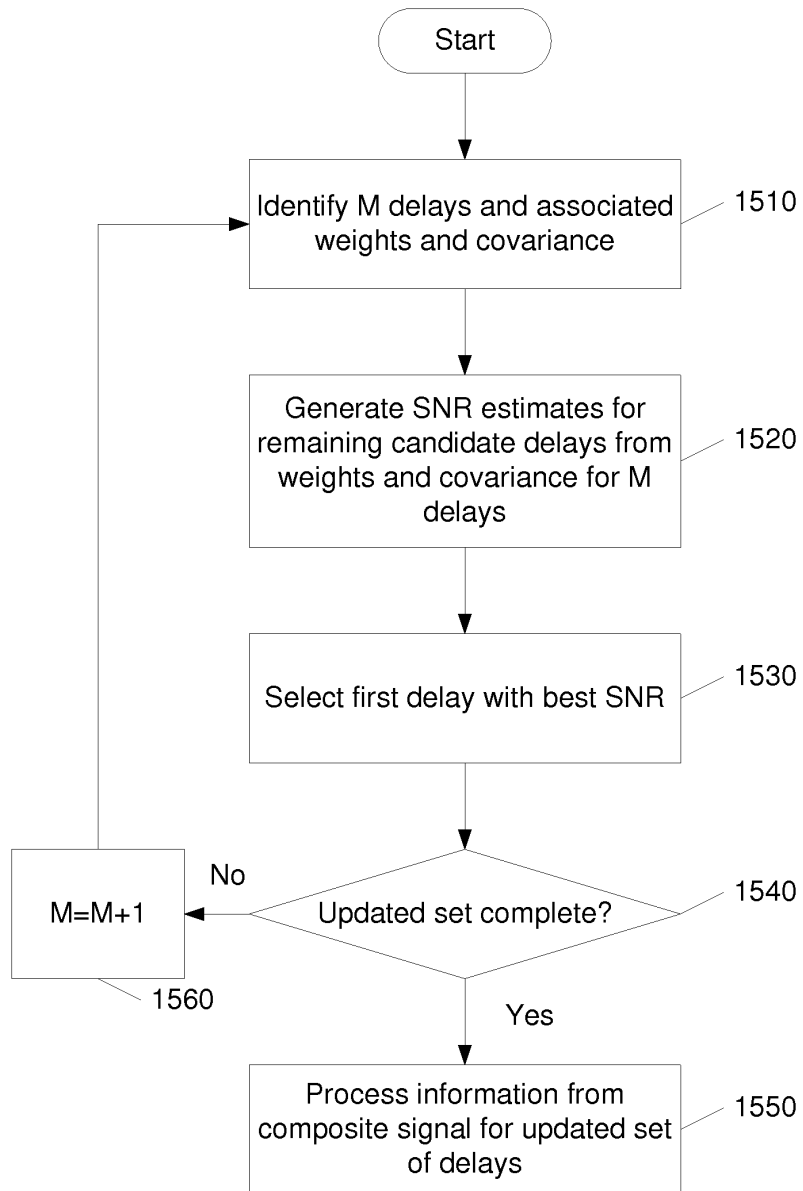 Start
Identify M delays and associated
weights and covariance
1510
Generate SNR estimates for
remaining candidate delays from
weights and covariance for M
delays
1520
Select first delay with best SNR
1530
Updated set complete?
1540
No
M=M+1
1560
Yes
Process information from
composite signal for updated set
of delays
1550